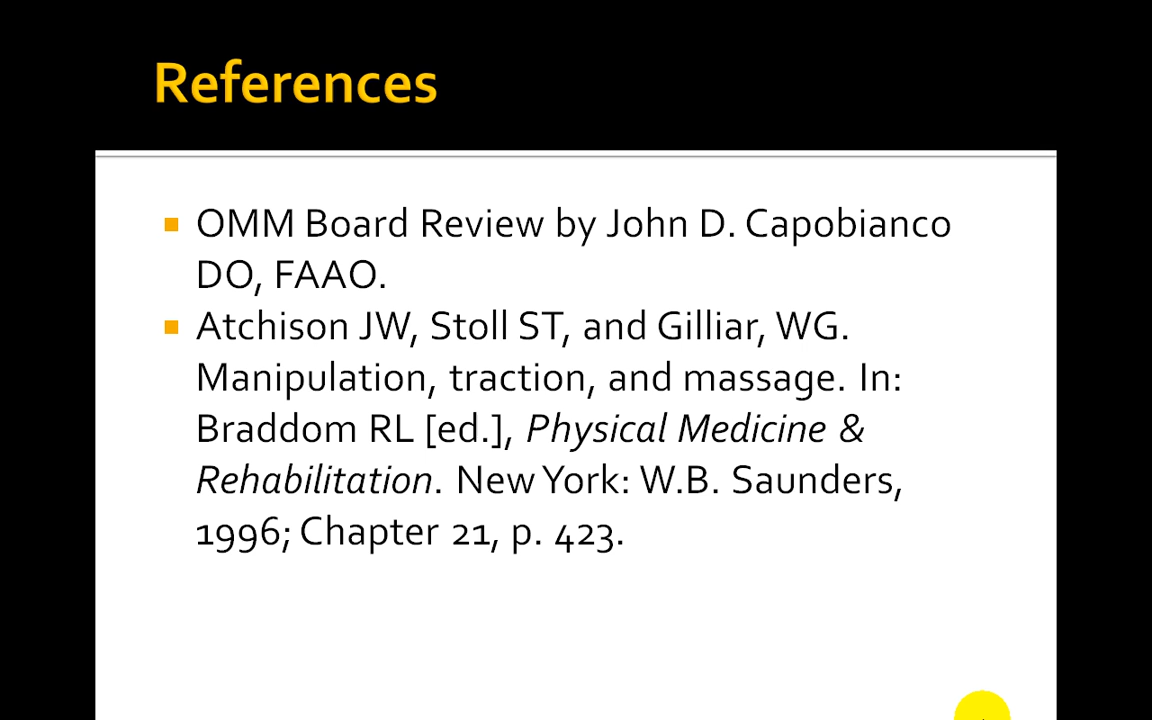 References
OMM Board Review by John D. Capobianco
DO, FAAO.
Atchison JW, Stoll ST, and Gilliar, WG.
Manipulation, traction, and massage. In:
Braddom RL [ed.], Physical Medicine &
Rehabilitation. New York: W.B. Saunders,
1996; Chapter 21, p. 423.